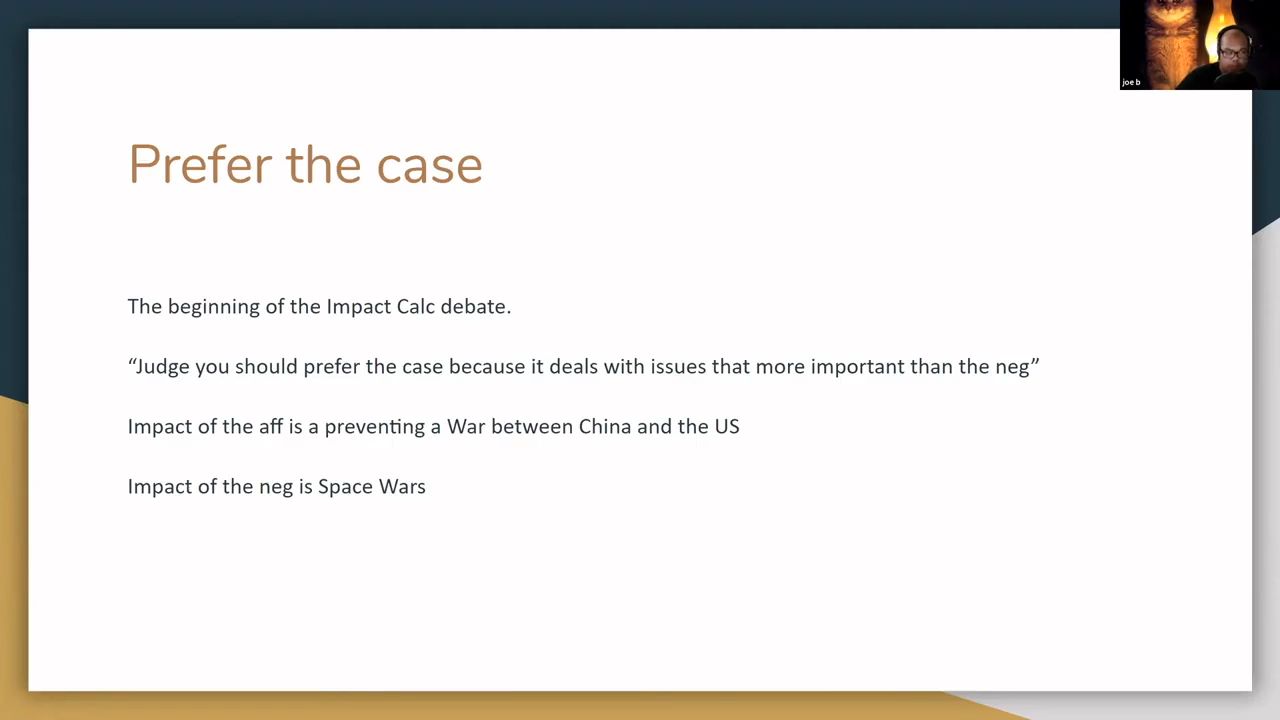 joe b
Prefer the case
The beginning of the Impact Calc debate.
“Judge you should prefer the case because it deals with issues that more important than the neg”
Impact of the aff is a preventing a War between China and the US
Impact of the neg is Space Wars